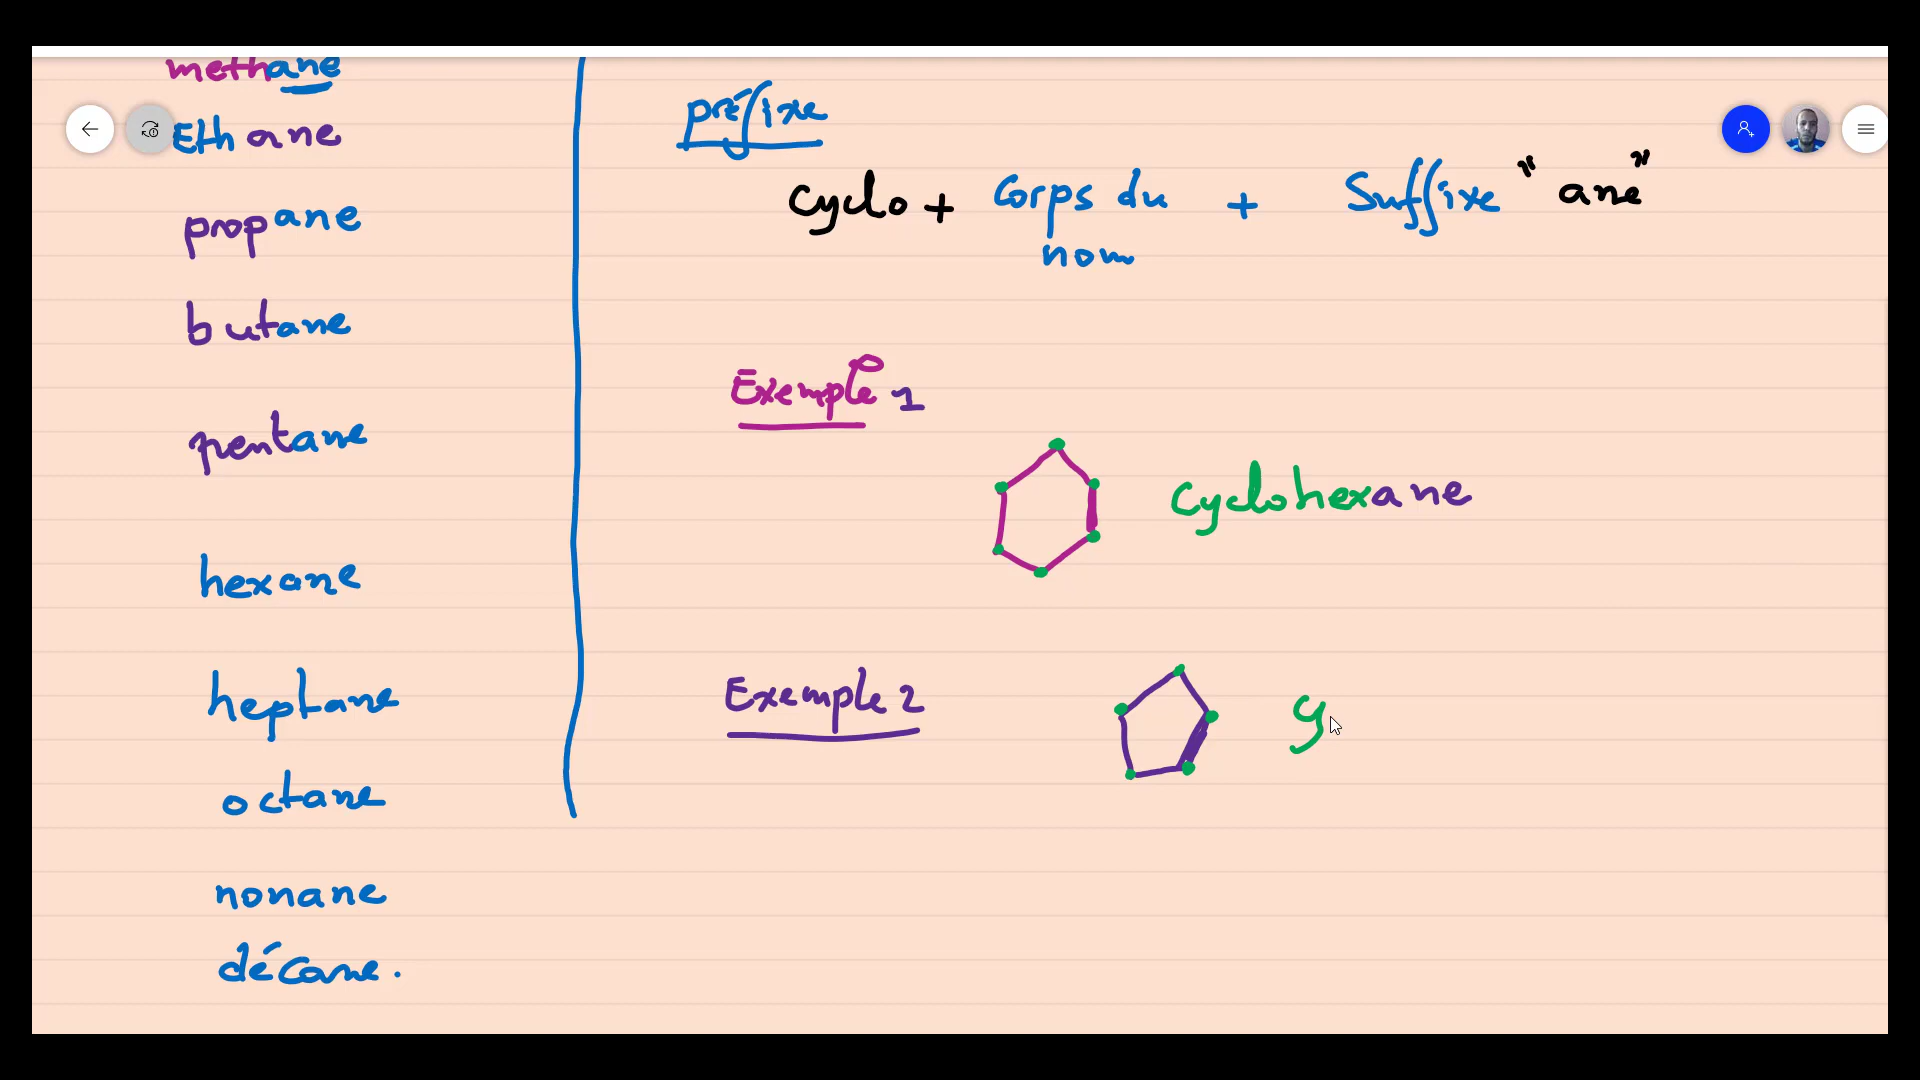 methane
Ethane
propane
butane
pentane
hexane
heptane
octane
nonane
décane.
préfixe
cyclo + Corps du nom + Suffixe "ane"
Exemple 1
Cyclohexane
Exemple 2
Cy